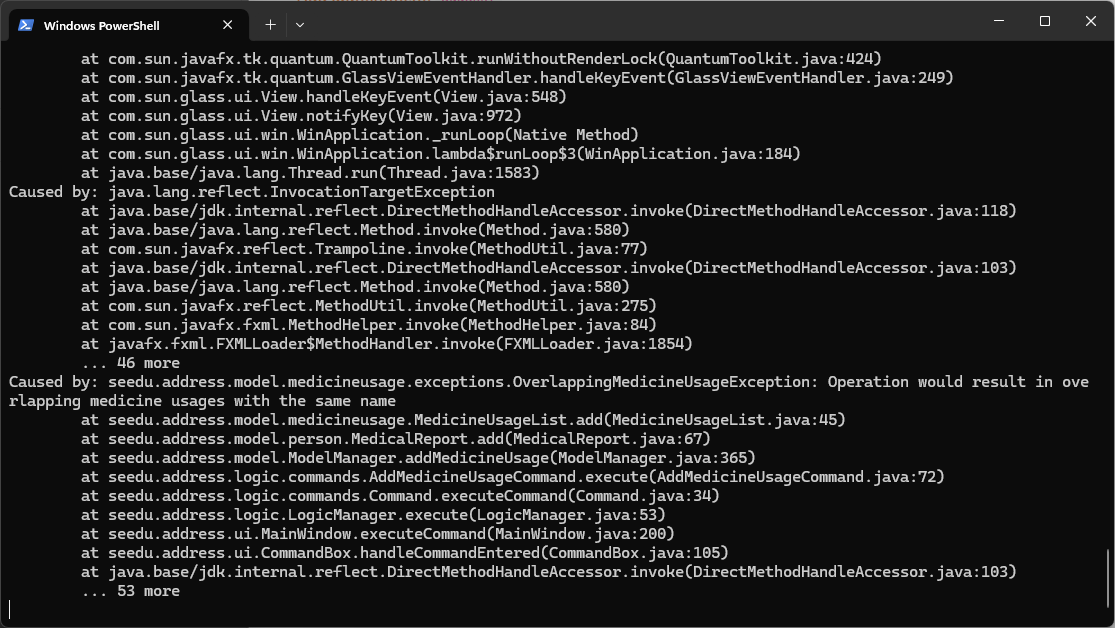 Windows PowerShell
at com.sun.javafx.tk.quantum.QuantumToolkit.runWithoutRenderLock(QuantumToolkit.java:424)
at com.sun.javafx.tk.quantum.GlassViewEventHandler.handleKeyEvent(GlassViewEventHandler.java:249)
at com.sun.glass.ui.View.handleKeyEvent(View.java:548)
at com.sun.glass.ui.View.notifyKey(View.java:972)
at com.sun.glass.ui.win.WinApplication._runLoop(Native Method)
at com.sun.glass.ui.win.WinApplication.lambda$runLoop$3(WinApplication.java:184)
at java.base/java.lang.Thread.run(Thread.java:1583)
Caused by: java.lang.reflect.InvocationTargetException
at java.base/jdk.internal.reflect.DirectMethodHandleAccessor.invoke(DirectMethodHandleAccessor.java:118)
at java.base/java.lang.reflect.Method.invoke(Method.java:580)
at com.sun.javafx.reflect.Trampoline.invoke(MethodUtil.java:77)
at java.base/jdk.internal.reflect.DirectMethodHandleAccessor.invoke(DirectMethodHandleAccessor.java:103)
at java.base/java.lang.reflect.Method.invoke(Method.java:580)
at com.sun.javafx.reflect.MethodUtil.invoke(MethodUtil.java:275)
at com.sun.javafx.fxml.MethodHelper.invoke(MethodHelper.java:84)
at javafx.fxml.FXMLLoader$MethodHandler.invoke(FXMLLoader.java:1854)
... 46 more
Caused by: seedu.address.model.medicineusage.exceptions.OverlappingMedicineUsageException: Operation would result in ove
rlapping medicine usages with the same name
at seedu.address.model.medicineusage.MedicineUsageList.add(MedicineUsageList.java:45)
at seedu.address.model.person.MedicalReport.add(MedicalReport.java:67)
at seedu.address.model.ModelManager.addMedicineUsage(ModelManager.java:365)
at seedu.address.logic.commands.AddMedicineUsageCommand.execute(AddMedicineUsageCommand.java:72)
at seedu.address.logic.commands.Command.executeCommand(Command.java:34)
at seedu.address.logic.LogicManager.execute(LogicManager.java:53)
at seedu.address.ui.MainWindow.executeCommand(MainWindow.java:200)
at seedu.address.ui.CommandBox.handleCommandEntered(CommandBox.java:105)
at java.base/jdk.internal.reflect.DirectMethodHandleAccessor.invoke(DirectMethodHandleAccessor.java:103)
... 53 more